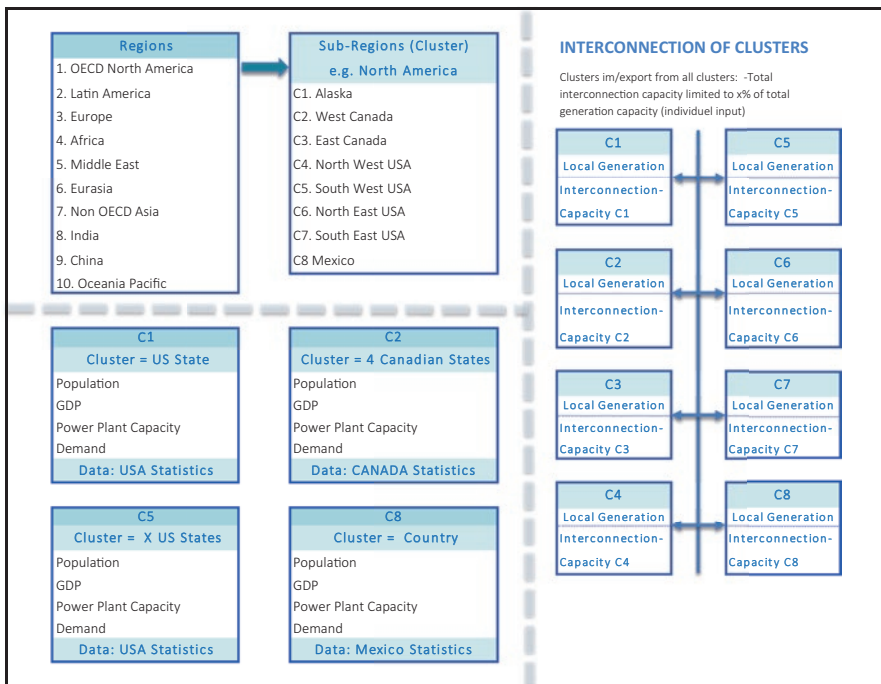 Regions
1. OECD North America
2. Latin America
3. Europe
4. Africa
5. Middle East
6. Eurasia
7. Non OECD Asia
8. India
9. China
10. Oceania Pacific
Sub-Regions (Cluster)
e.g. North America
C1. Alaska
C2. West Canada
C3. East Canada
C4. North West USA
C5. South West USA
C6. North East USA
C7. South East USA
C8 Mexico
C1
Cluster = US State
Population
GDP
Power Plant Capacity
Demand
Data: USA Statistics
C2
Cluster = 4 Canadian States
Population
GDP
Power Plant Capacity
Demand
Data: CANADA Statistics
C5
Cluster = X US States
Population
GDP
Power Plant Capacity
Demand
Data: USA Statistics
C8
Cluster = Country
Population
GDP
Power Plant Capacity
Demand
Data: Mexico Statistics
INTERCONNECTION OF CLUSTERS
Clusters im/export from all clusters: -Total
interconnection capacity limited to x% of total
generation capacity (individuel input)
C1
Local Generation
Interconnection-
Capacity C1
C5
Local Generation
Interconnection-
Capacity C5
C2
Local Generation
Interconnection-
Capacity C2
C6
Local Generation
Interconnection-
Capacity C6
C3
Local Generation
Interconnection-
Capacity C3
C7
Local Generation
Interconnection-
Capacity C7
C4
Local Generation
Interconnection-
Capacity C4
C8
Local Generation
Interconnection-
Capacity C8